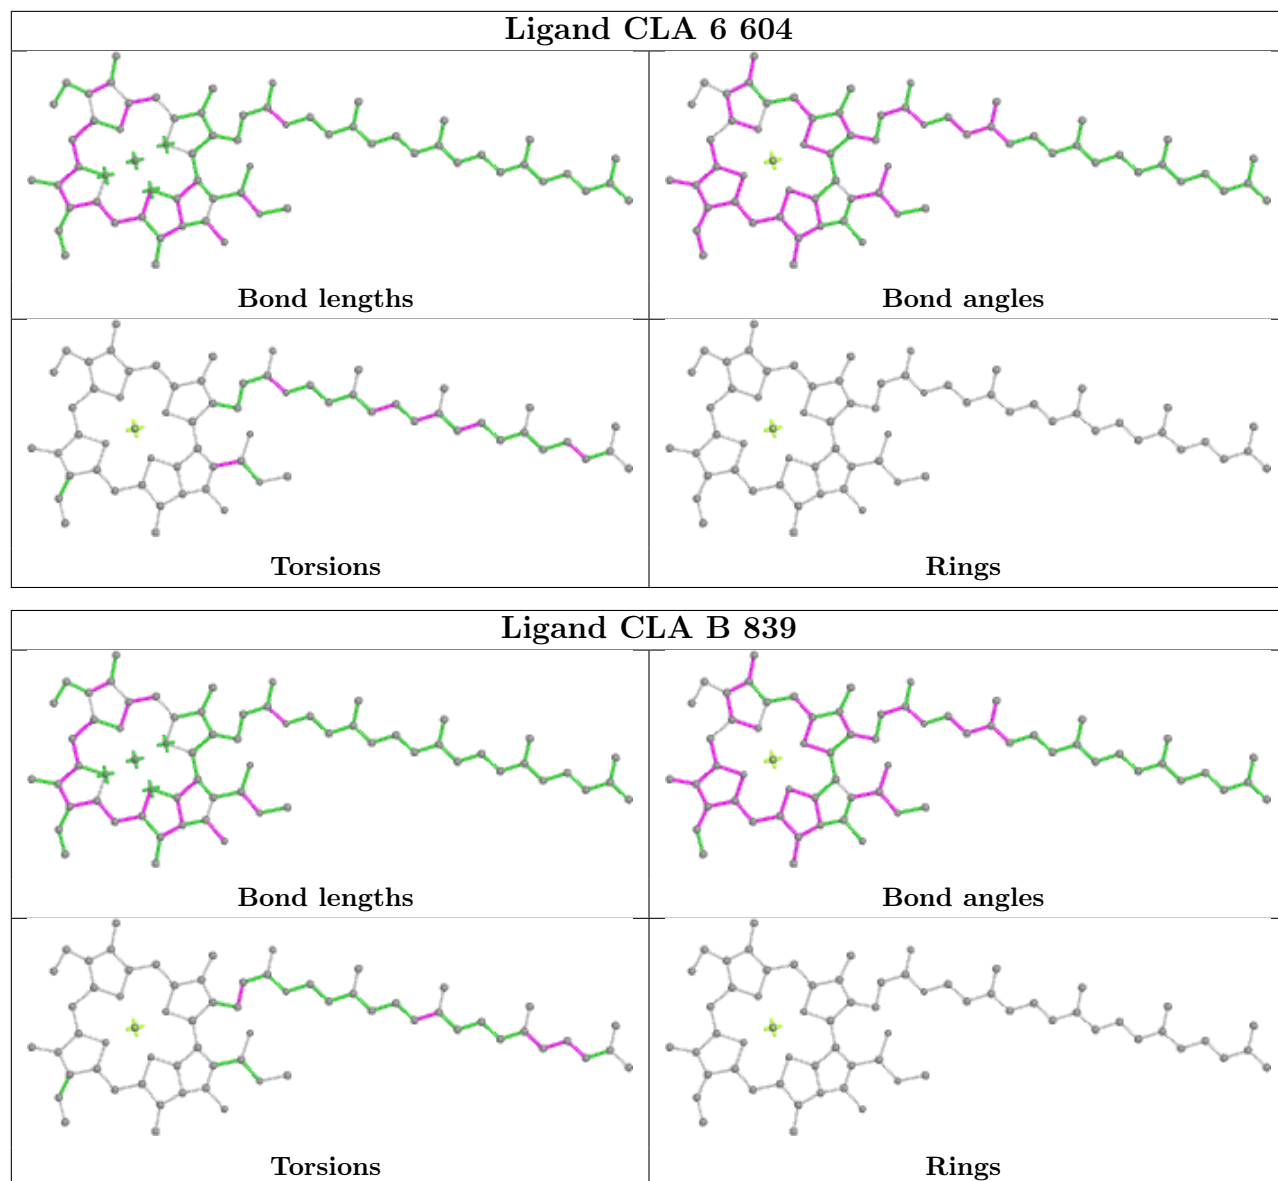 Ligand CLA 6 604
Bond lengths
Bond angles
Torsions
Rings
Ligand CLA B 839
Bond lengths
Bond angles
Torsions
Rings